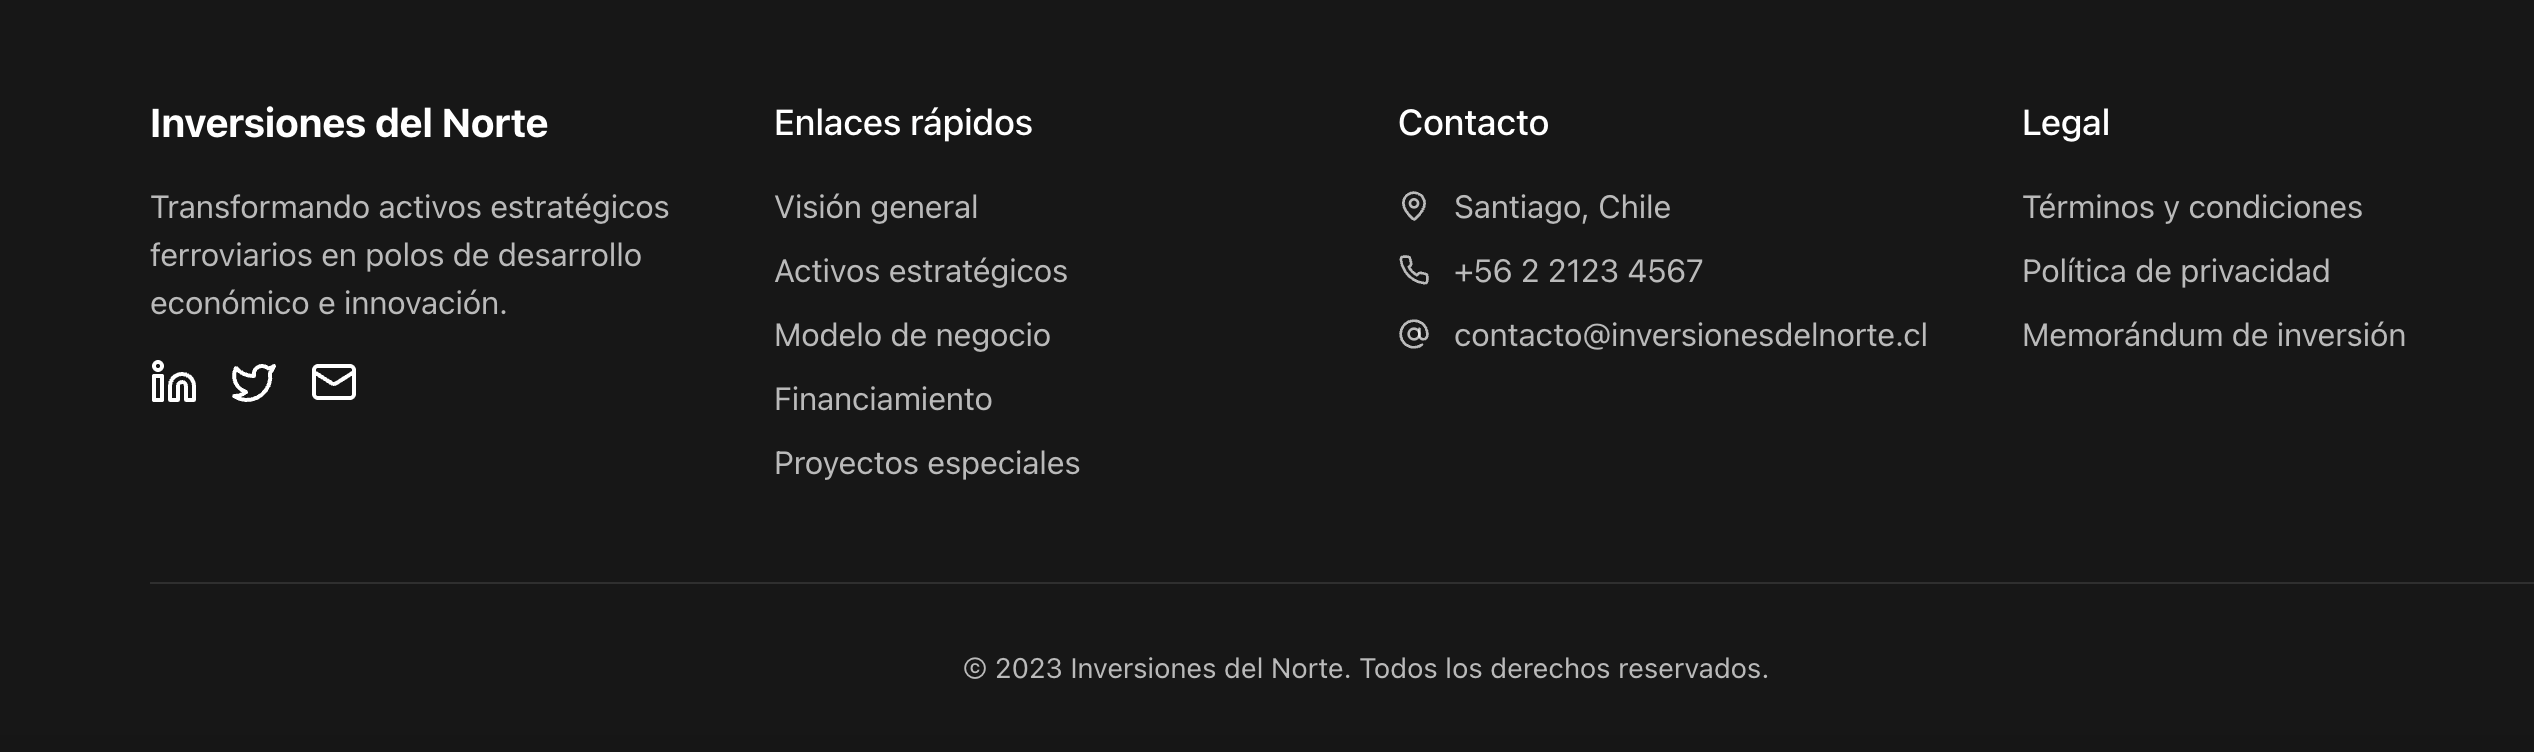 Inversiones del Norte
Transformando activos estratégicos
ferroviarios en polos de desarrollo
económico e innovación.
Enlaces rápidos
Visión general
Activos estratégicos
Modelo de negocio
Financiamiento
Proyectos especiales
Contacto
Santiago, Chile
+56 2 2123 4567
contacto@inversionesdelnorte.cl
Legal
Términos y condiciones
Política de privacidad
Memorándum de inversión
© 2023 Inversiones del Norte. Todos los derechos reservados.